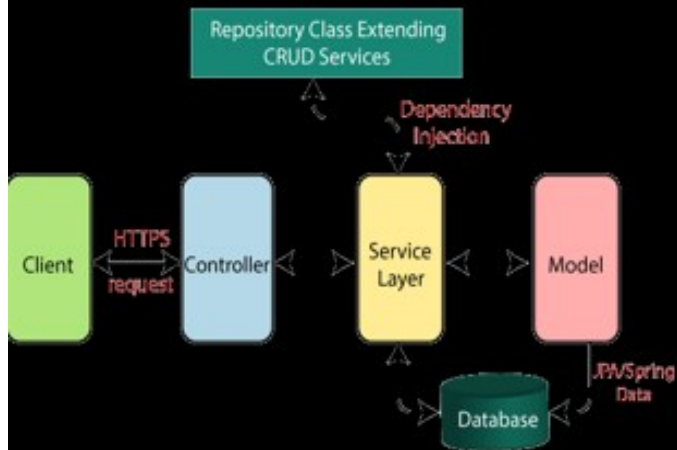 Repository Class Extending
CRUD Services
Dependency
Injection
Client
HTTPS
request
Controller
Service
Layer
Model
JPA/Spring
Data
Database